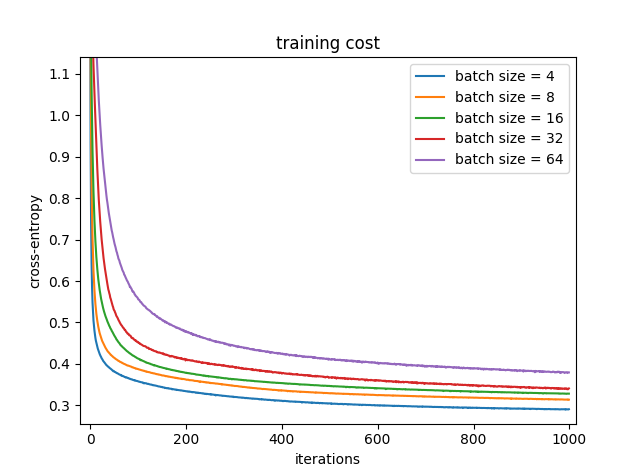 training cost
cross-entropy
1.1
1.0
0.9
0.8
0.7
0.6
0.5
0.4
0.3
batch size = 4
batch size = 8
batch size = 16
batch size = 32
batch size = 64
0 200 400 600 800 1000
iterations